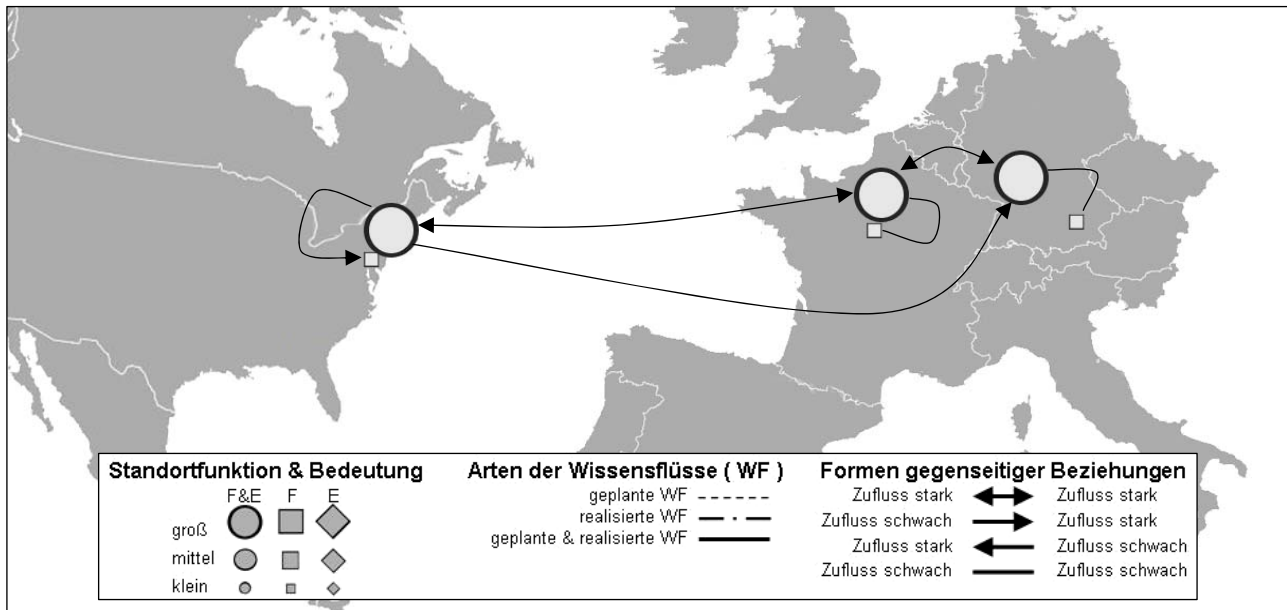 Standortfunktion & Bedeutung
F&E F E
groß
mittel
klein
Arten der Wissensflüsse ( WF )
geplante WF
realisierte WF
geplante & realisierte WF
Formen gegenseitiger Beziehungen
Zufluss stark Zufluss stark
Zufluss schwach Zufluss stark
Zufluss stark Zufluss schwach
Zufluss schwach Zufluss schwach